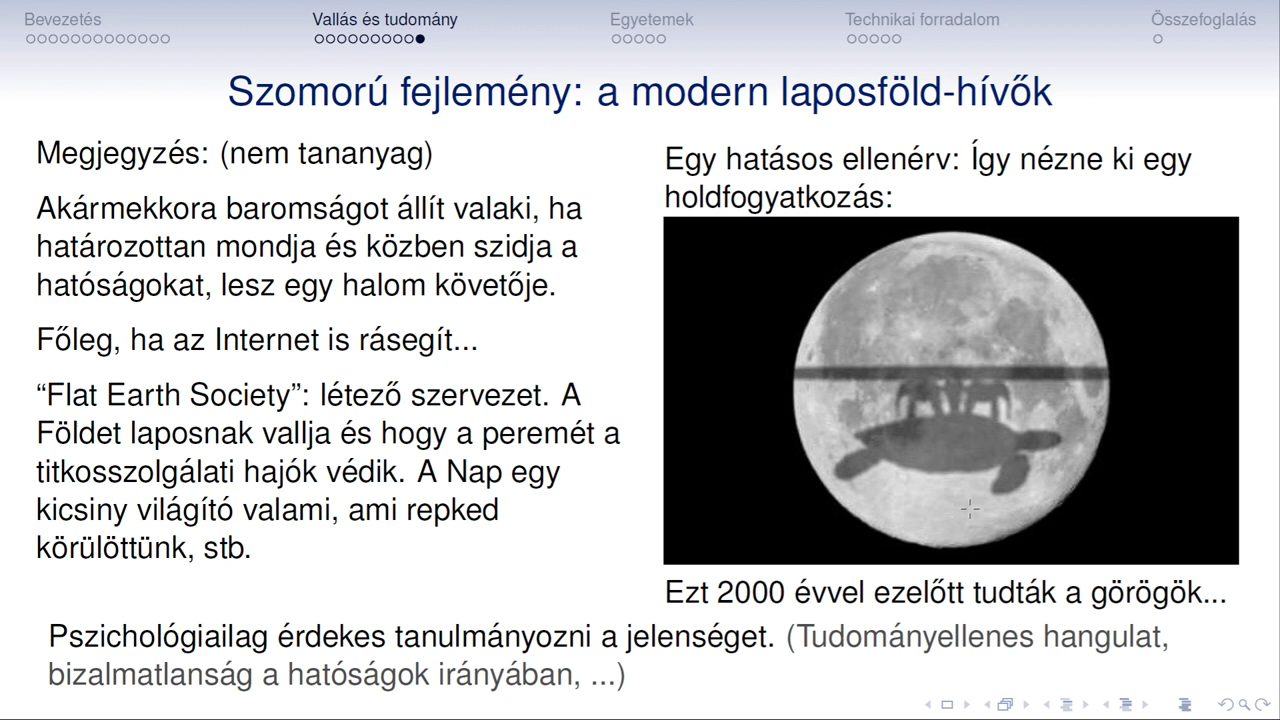 Bevezetés
Vallás és tudomány
Egyetemek
Technikai forradalom
Összefoglalás
Szomorú fejlemény: a modern laposföld-hívők
Megjegyzés: (nem tananyag)
Akármekkora baromságot állít valaki, ha
határozottan mondja és közben szidja a
hatóságokat, lesz egy halom követője.
Főleg, ha az Internet is rásegít...
“Flat Earth Society”: létező szervezet. A
Földet laposnak vallja és hogy a peremét a
titkosszolgálati hajók védik. A Nap egy
kicsiny világító valami, ami repked
körülöttünk, stb.
Egy hatásos ellenérv: Így nézne ki egy
holdfogyatkozás:
Ezt 2000 évvel ezelőtt tudták a görögök...
Pszichológiailag érdekes tanulmányozni a jelenséget. (Tudományellenes hangulat,
bizalmatlanság a hatóságok irányában, ...)